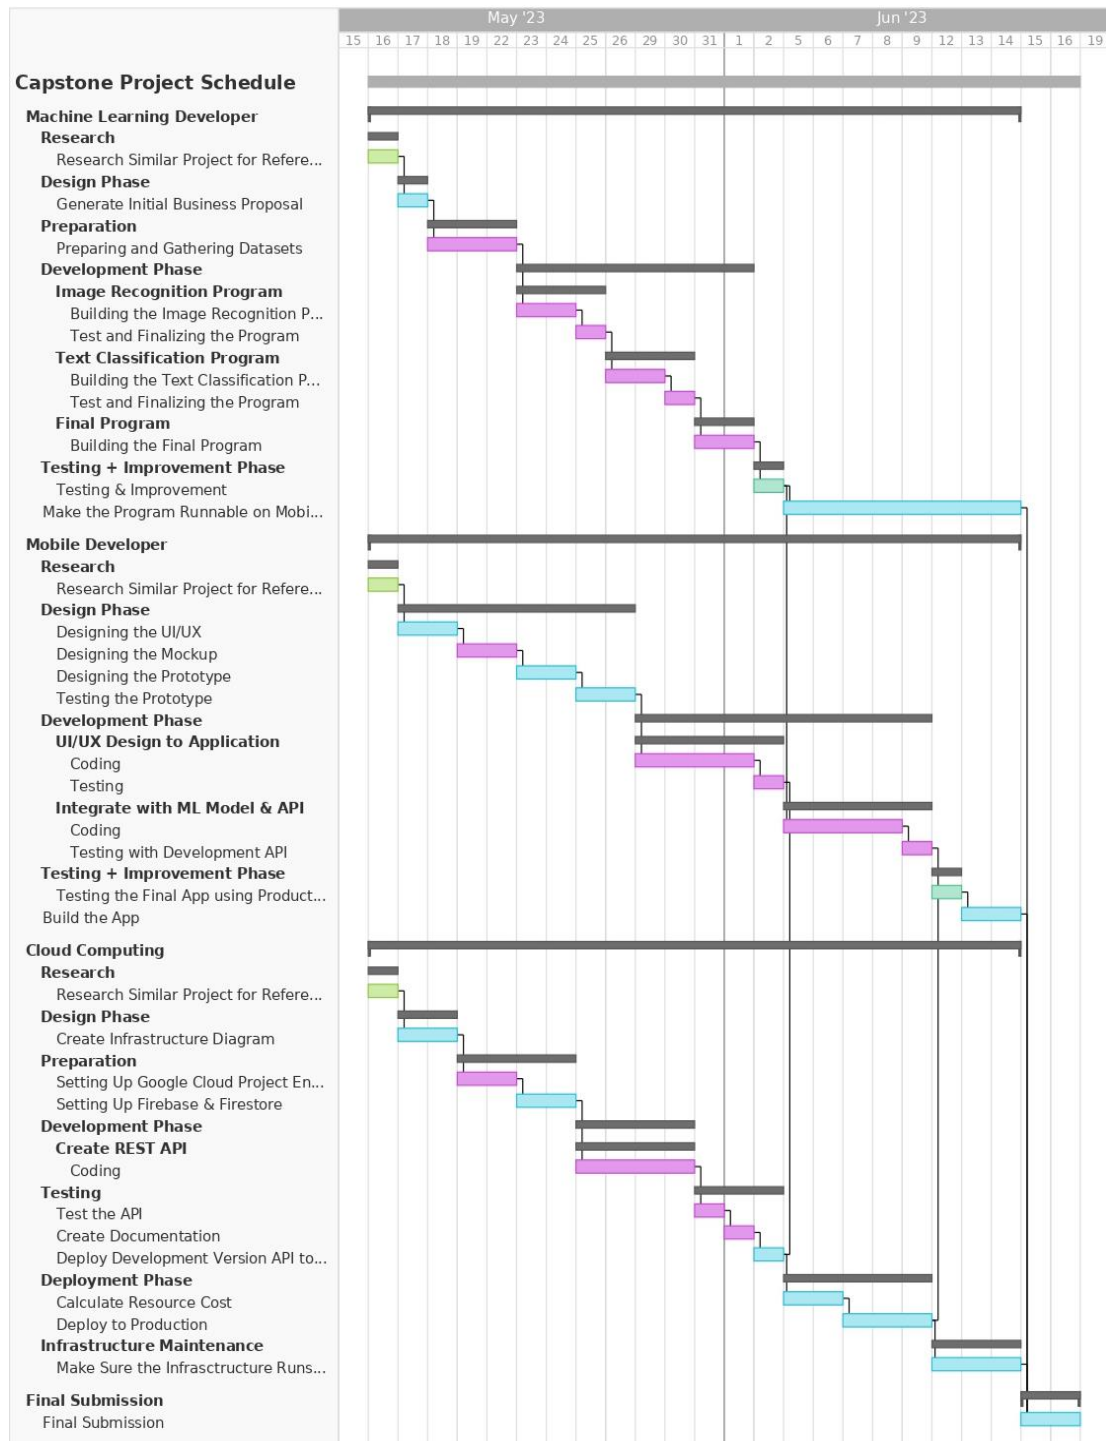 May '23 Jun '23
15 16 17 18 19 22 23 24 25 26 29 30 31 1 2 5 6 7 8 9 12 13 14 15 16 19
Capstone Project Schedule
Machine Learning Developer
Research
Research Similar Project for Refere...
Design Phase
Generate Initial Business Proposal
Preparation
Preparing and Gathering Datasets
Development Phase
Image Recognition Program
Building the Image Recognition P...
Test and Finalizing the Program
Text Classification Program
Building the Text Classification P...
Test and Finalizing the Program
Final Program
Building the Final Program
Testing + Improvement Phase
Testing & Improvement
Make the Program Runnable on Mobi...
Mobile Developer
Research
Research Similar Project for Refere...
Design Phase
Designing the UI/UX
Designing the Mockup
Designing the Prototype
Testing the Prototype
Development Phase
UI/UX Design to Application
Coding
Testing
Integrate with ML Model & API
Coding
Testing with Development API
Testing + Improvement Phase
Testing the Final App using Product...
Build the App
Cloud Computing
Research
Research Similar Project for Refere...
Design Phase
Create Infrastructure Diagram
Preparation
Setting Up Google Cloud Project En...
Setting Up Firebase & Firestore
Development Phase
Create REST API
Coding
Testing
Test the API
Create Documentation
Deploy Development Version API to...
Deployment Phase
Calculate Resource Cost
Deploy to Production
Infrastructure Maintenance
Make Sure the Infrasctructure Runs...
Final Submission
Final Submission